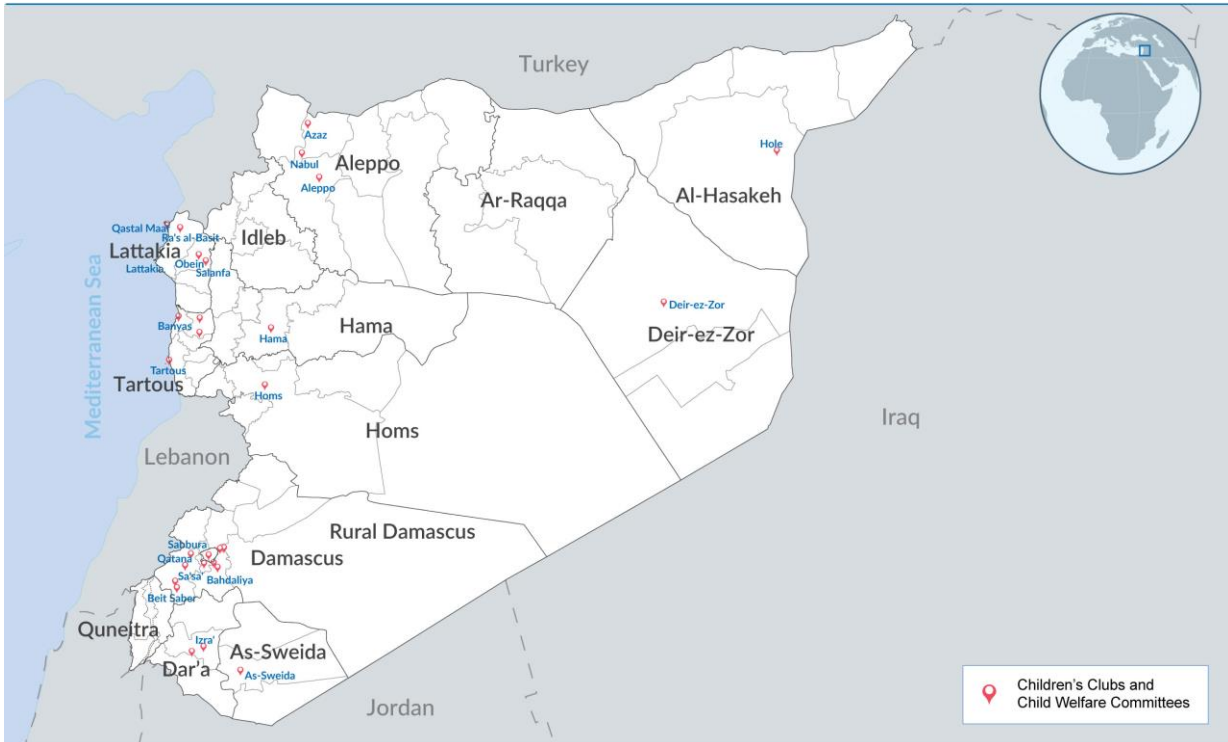 Turkey
Azaz
Hole
Nabul
Aleppo
Aleppo
Al-Hasakeh
Ar-Raqqa
Qastal Maaf
Ra's al-Basit
Idleb
Lattakia
Obein
Lattakia
Salanfa
Mediterranean Sea
Deir-ez-Zor
Deir-ez-Zor
Banyas
Hama
Hama
Tartous
Tartous
Homs
Homs
Iraq
Lebanon
Rural Damascus
Sabbura
Damascus
Qatana
Sa'sa'
Bahdaliya
Beit Saber
Quneitra
Izra'
As-Sweida
Dar'a
As-Sweida
Jordan
Children's Clubs and
Child Welfare Committees